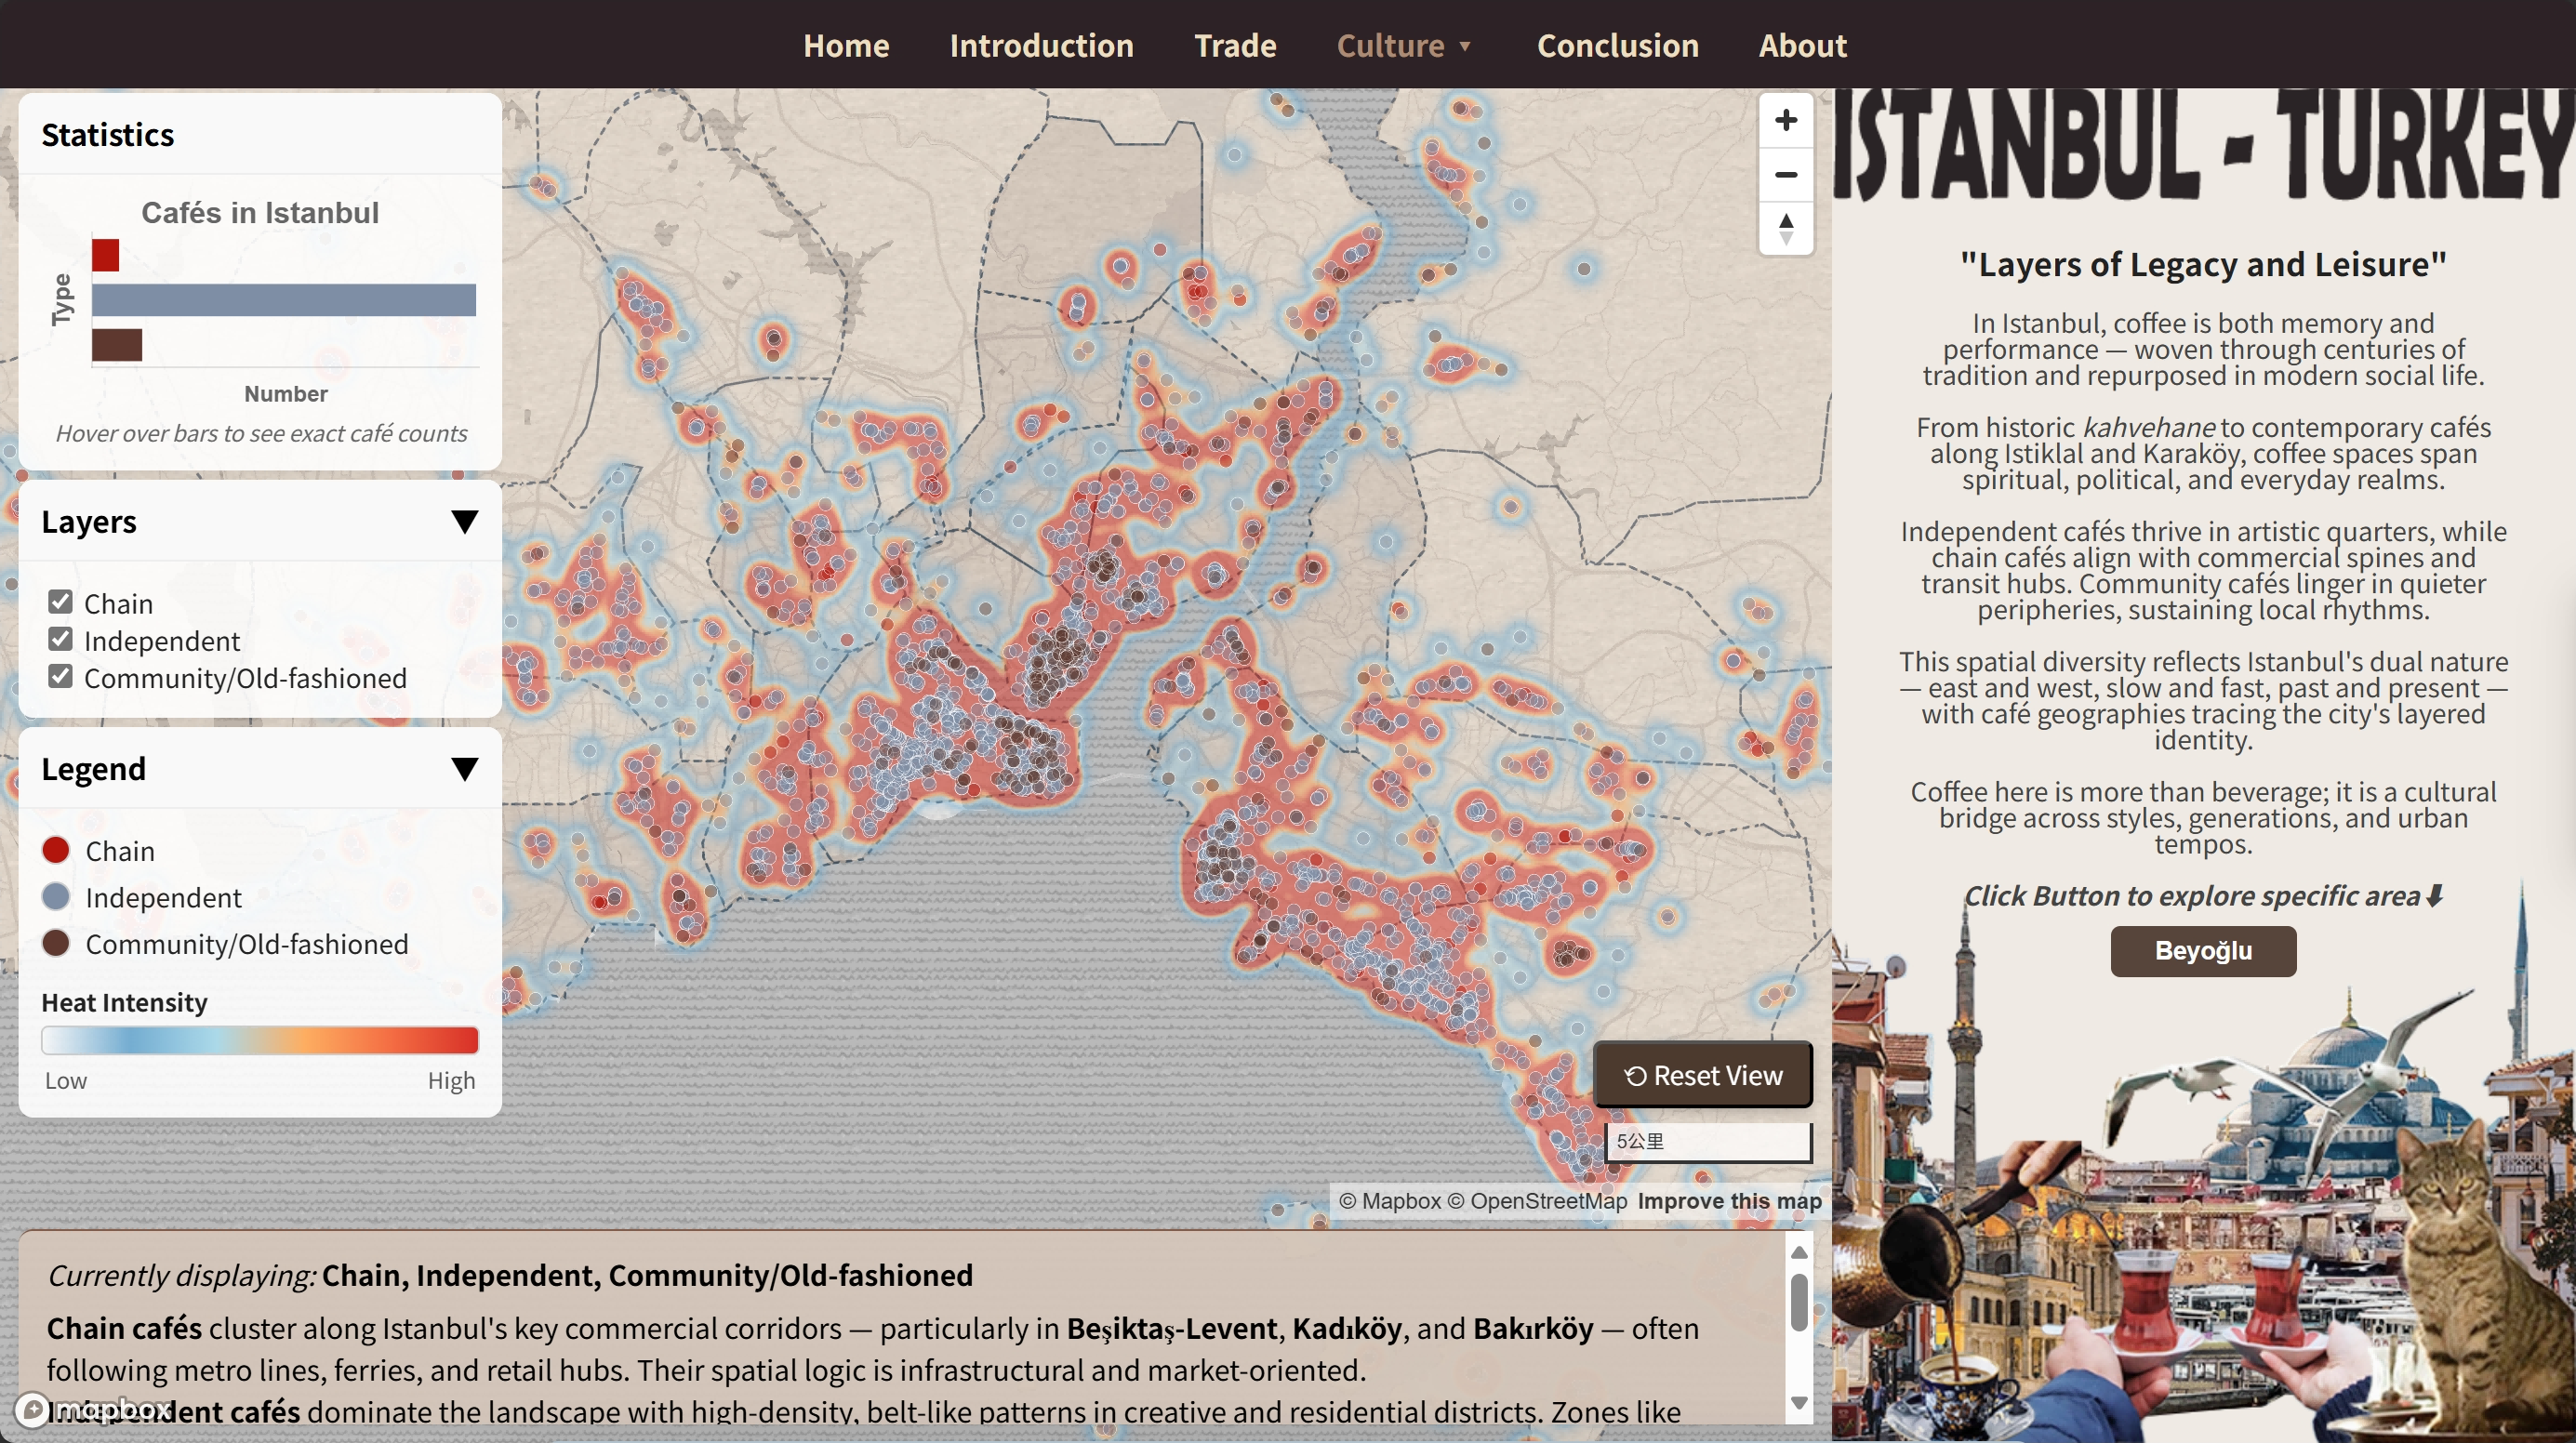 Home Introduction Trade Culture ▼ Conclusion About
Statistics
Cafés in Istanbul
Type
Number
Hover over bars to see exact café counts
Layers ▼
Chain
Independent
Community/Old-fashioned
Legend ▼
Chain
Independent
Community/Old-fashioned
Heat Intensity
Low High
Reset View
5公里
© Mapbox © OpenStreetMap Improve this map
Currently displaying: Chain, Independent, Community/Old-fashioned
Chain cafés cluster along Istanbul's key commercial corridors — particularly in Beşiktaş-Levent, Kadıköy, and Bakırköy — often
following metro lines, ferries, and retail hubs. Their spatial logic is infrastructural and market-oriented.
cafés dominate the landscape with high-density, belt-like patterns in creative and residential districts. Zones like
mapbox
ISTANBUL - TURKEY
"Layers of Legacy and Leisure"
In Istanbul, coffee is both memory and
performance — woven through centuries of
tradition and repurposed in modern social life.
From historic kahvehane to contemporary cafés
along Istiklal and Karaköy, coffee spaces span
spiritual, political, and everyday realms.
Independent cafés thrive in artistic quarters, while
chain cafés align with commercial spines and
transit hubs. Community cafés linger in quieter
peripheries, sustaining local rhythms.
This spatial diversity reflects Istanbul's dual nature
— east and west, slow and fast, past and present —
with café geographies tracing the city's layered
identity.
Coffee here is more than beverage; it is a cultural
bridge across styles, generations, and urban
tempos.
Click Button to explore specific area⬇
Beyoğlu